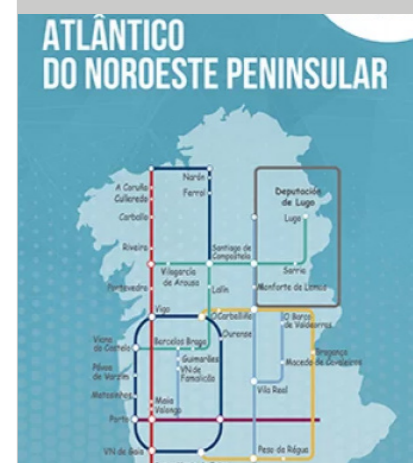 ATLÂNTICO
DO NOROESTE PENINSULAR
Narón
A Coruña
Culleredo
Ferrol
Deputación
de Lugo
Carballo
Lugo
Riveira
Santiago de
Compostela
Vilagarcía
de Arousa
Sarria
Pontevedra
Lalín
Monforte de Lemos
Vigo
O Carballiño
O Barco
de Valdeorras
Ourense
Viana
do Castelo
Barcelos Braga
Bragança
Guimarães
Macedo de Cavaleiros
Póvoa
de Varzim
VN de
Famalicão
Vila Real
Matosinhos
Maia
Valongo
Porto
VN de Gaia
Peso da Régua